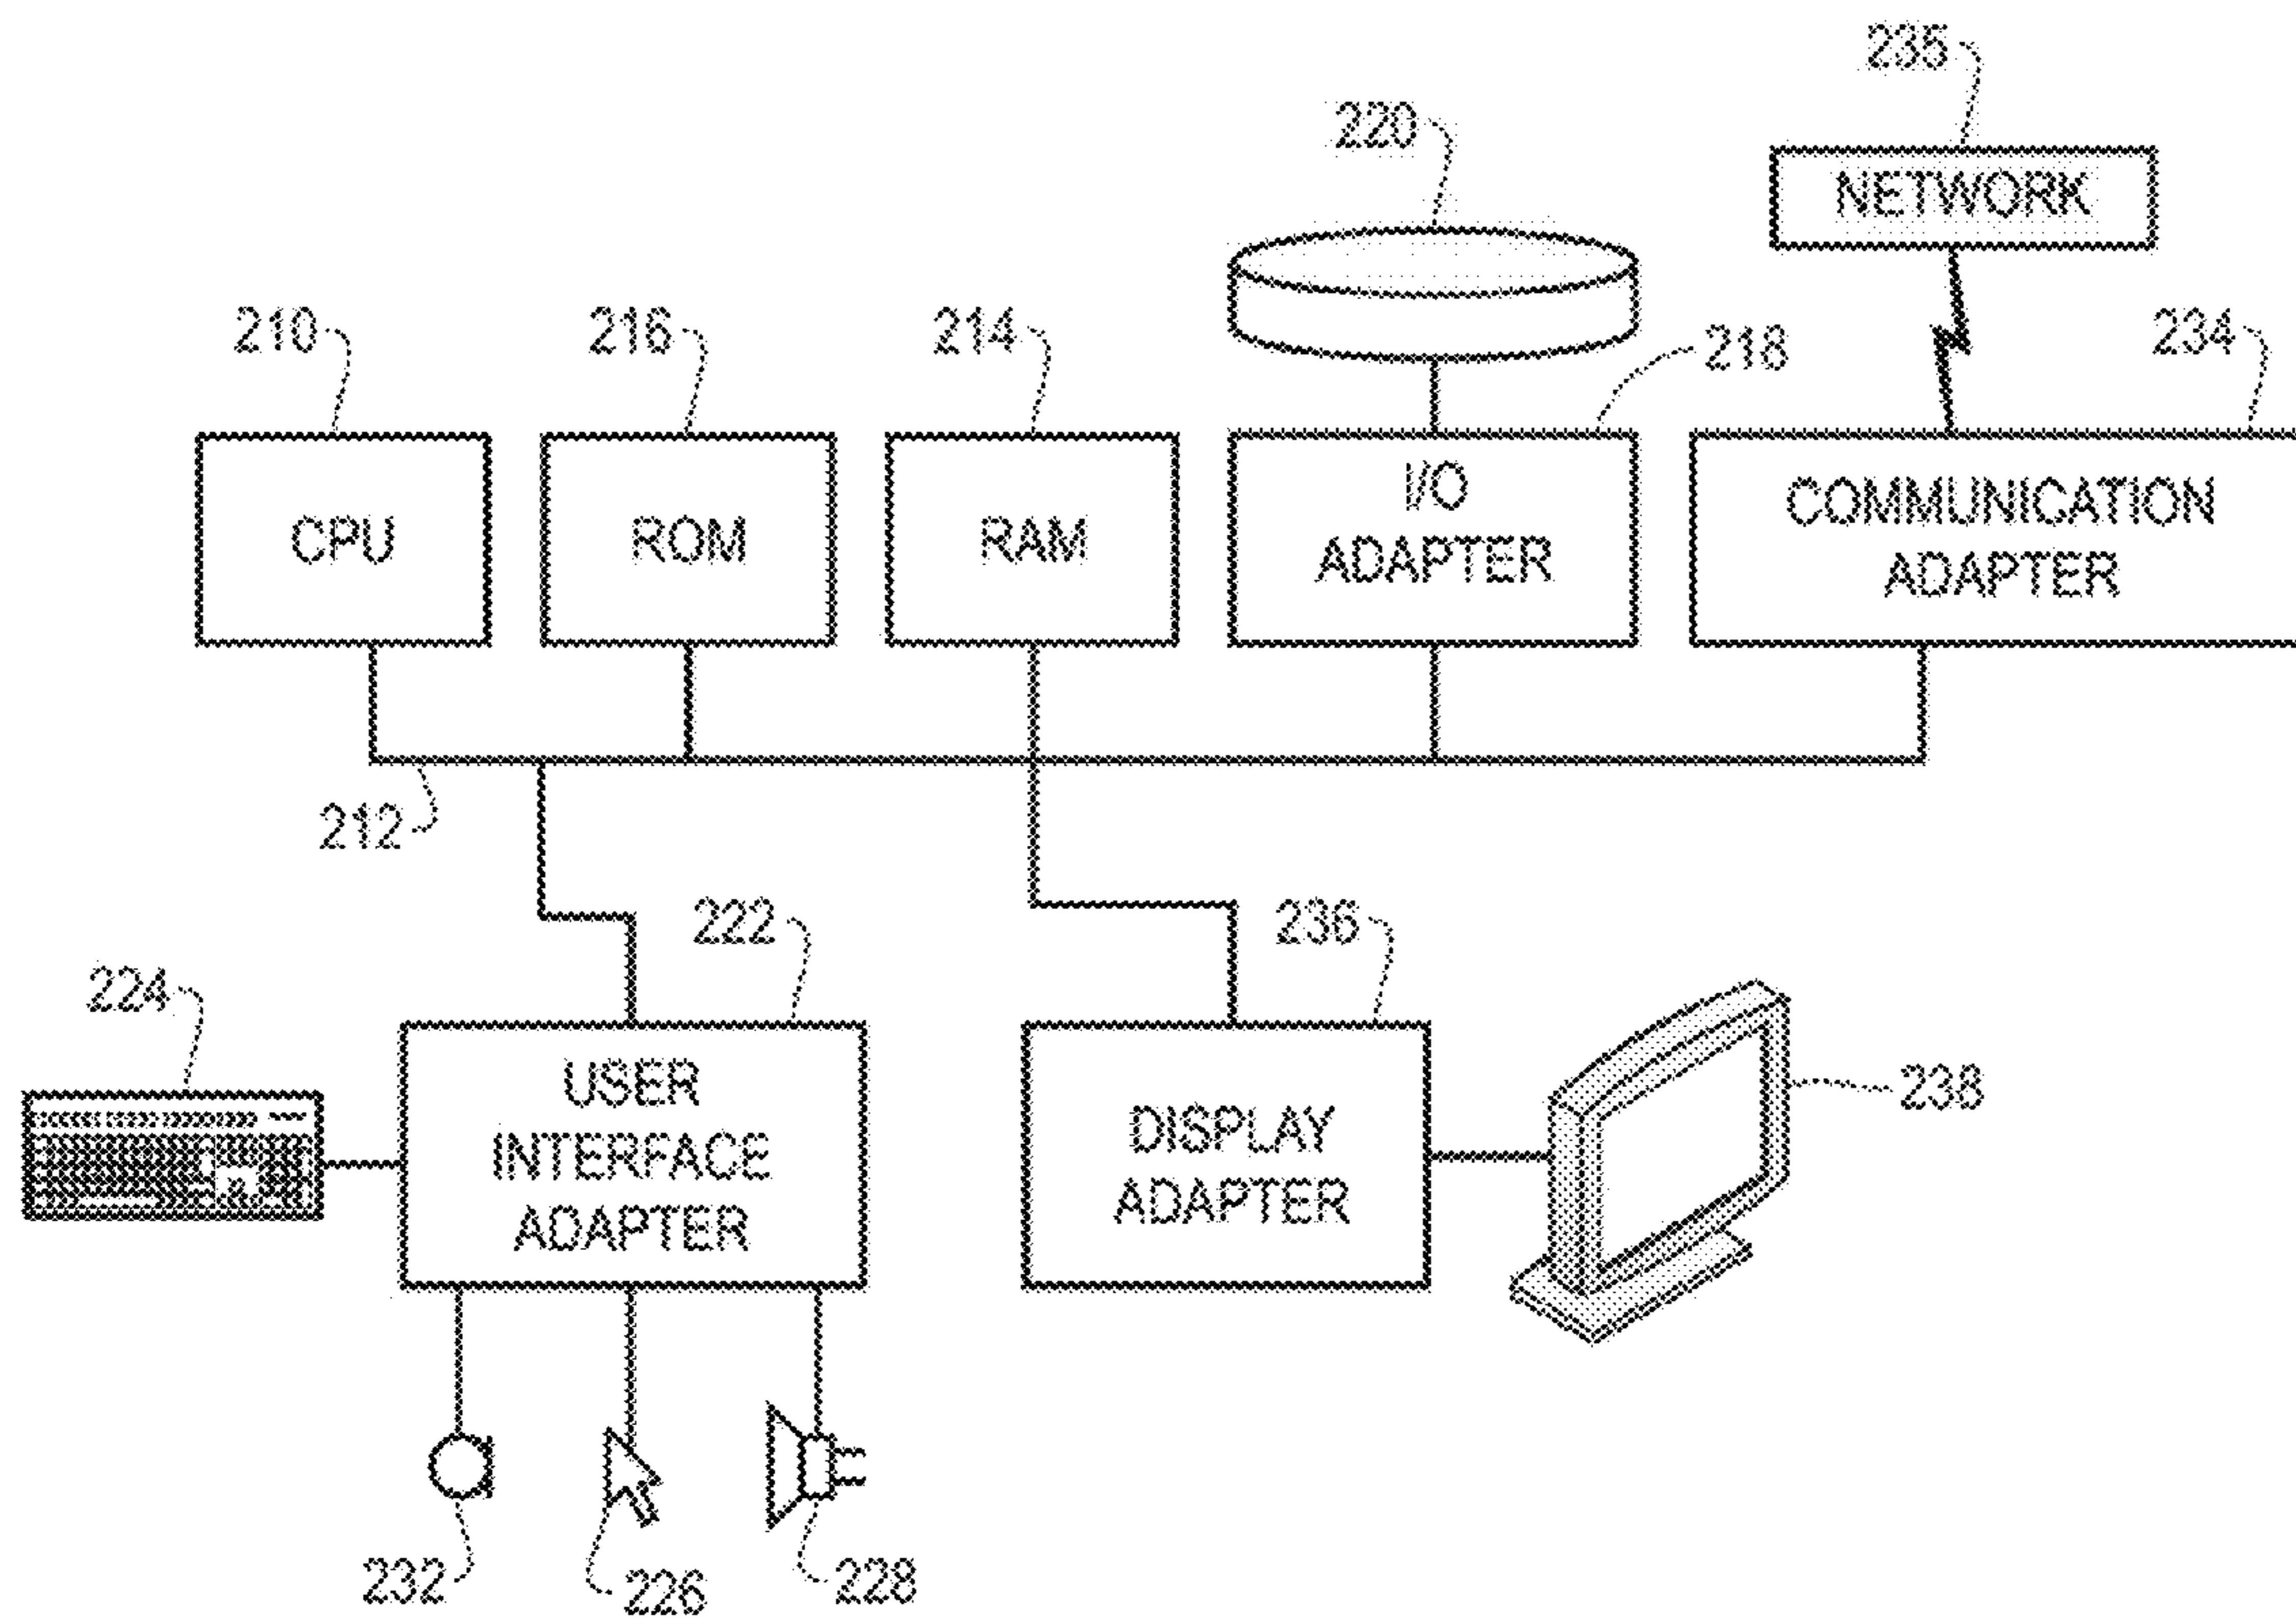 235
220
NETWORK
210
216
214
218
234
CPU
ROM
RAM
I/O
ADAPTER
COMMUNICATION
ADAPTER
212
222
236
224
USER
INTERFACE
ADAPTER
DISPLAY
ADAPTER
238
232
226
228